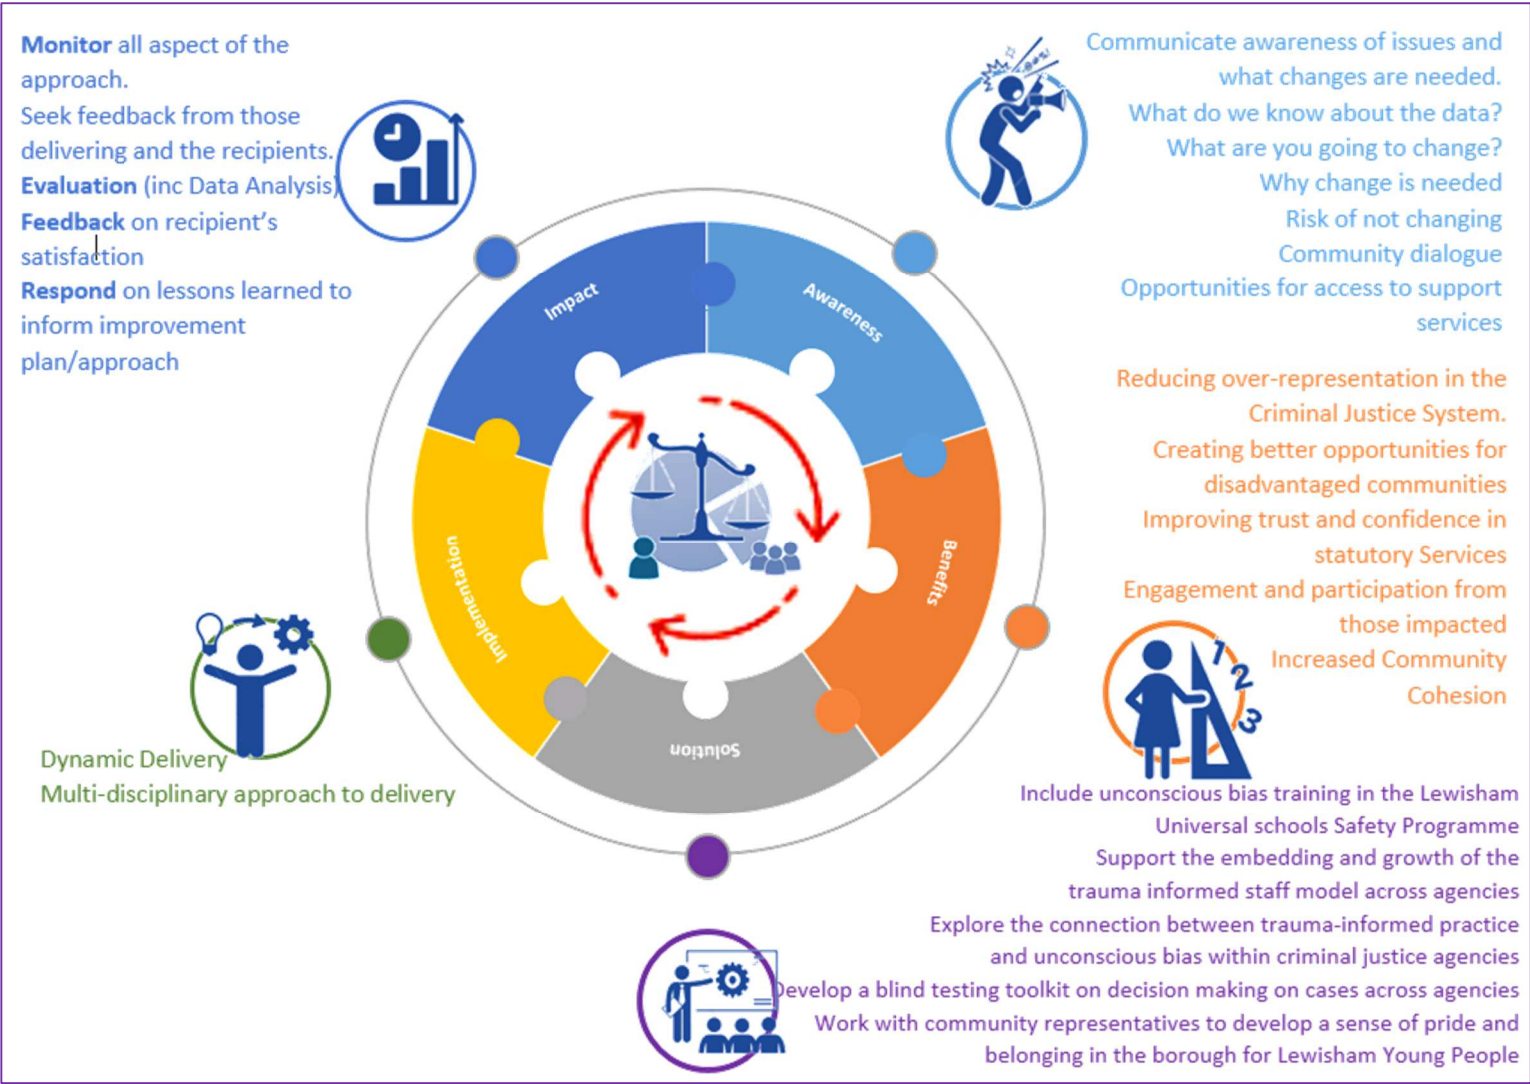 Monitor all aspect of the
approach.
Seek feedback from those
delivering and the recipients.
Evaluation (inc Data Analysis)
Feedback on recipient's
satisfaction
Respond on lessons learned to
inform improvement
plan/approach
Communicate awareness of issues and
what changes are needed.
What do we know about the data?
What are you going to change?
Why change is needed
Risk of not changing
Community dialogue
Opportunities for access to support
services
Reducing over-representation in the
Criminal Justice System.
Creating better opportunities for
disadvantaged communities
Improving trust and confidence in
statutory Services
Engagement and participation from
those impacted
Increased Community
Cohesion
1
2
3
Impact
Awareness
Benefits
Solution
Implementation
Dynamic Delivery
Multi-disciplinary approach to delivery
Include unconscious bias training in the Lewisham
Universal schools Safety Programme
Support the embedding and growth of the
trauma informed staff model across agencies
Explore the connection between trauma-informed practice
and unconscious bias within criminal justice agencies
Develop a blind testing toolkit on decision making on cases across agencies
Work with community representatives to develop a sense of pride and
belonging in the borough for Lewisham Young People